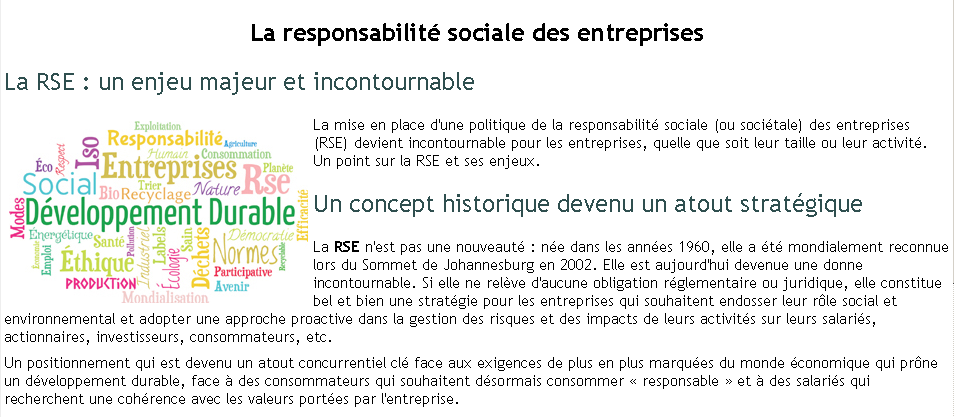 La responsabilité sociale des entreprises
La RSE : un enjeu majeur et incontournable
Exploitation
Responsabilité
Agriculture
Iso
Respect
Humain
Consommation
Éco
Entreprises
Planète
Social
Trier
Nature
Rse
Bio
Recyclage
Modes
Développement Durable
Efficacité
Énergétique
Santé
Pollution
Industriel
Labels
Sain
Démocratie
Économie
Emploi
Éthique
Écologie
Déchets
Normes
Recyclable
Participative
PRODUCTION
Avenir
Mondialisation
La mise en place d'une politique de la responsabilité sociale (ou sociétale) des entreprises
(RSE) devient incontournable pour les entreprises, quelle que soit leur taille ou leur activité.
Un point sur la RSE et ses enjeux.
Un concept historique devenu un atout stratégique
La RSE n'est pas une nouveauté : née dans les années 1960, elle a été mondialement reconnue
lors du Sommet de Johannesburg en 2002. Elle est aujourd'hui devenue une donne
incontournable. Si elle ne relève d'aucune obligation réglementaire ou juridique, elle constitue
bel et bien une stratégie pour les entreprises qui souhaitent endosser leur rôle social et
environnemental et adopter une approche proactive dans la gestion des risques et des impacts de leurs activités sur leurs salariés,
actionnaires, investisseurs, consommateurs, etc.
Un positionnement qui est devenu un atout concurrentiel clé face aux exigences de plus en plus marquées du monde économique qui prône
un développement durable, face à des consommateurs qui souhaitent désormais consommer « responsable » et à des salariés qui
recherchent une cohérence avec les valeurs portées par l'entreprise.